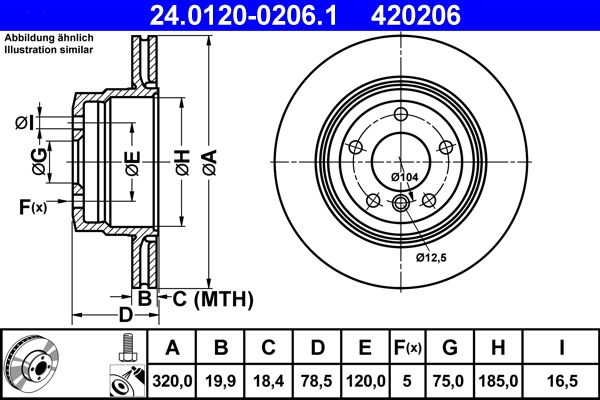 24.0120-0206.1 420206
Abbildung ähnlich
Illustration similar
ØI
ØG
F(x)
ØE
ØH
ØA
B
C (MTH)
D
Ø104
Ø12,5
A B C D E F(x) G H I
320,0 19,9 18,4 78,5 120,0 5 75,0 185,0 16,5